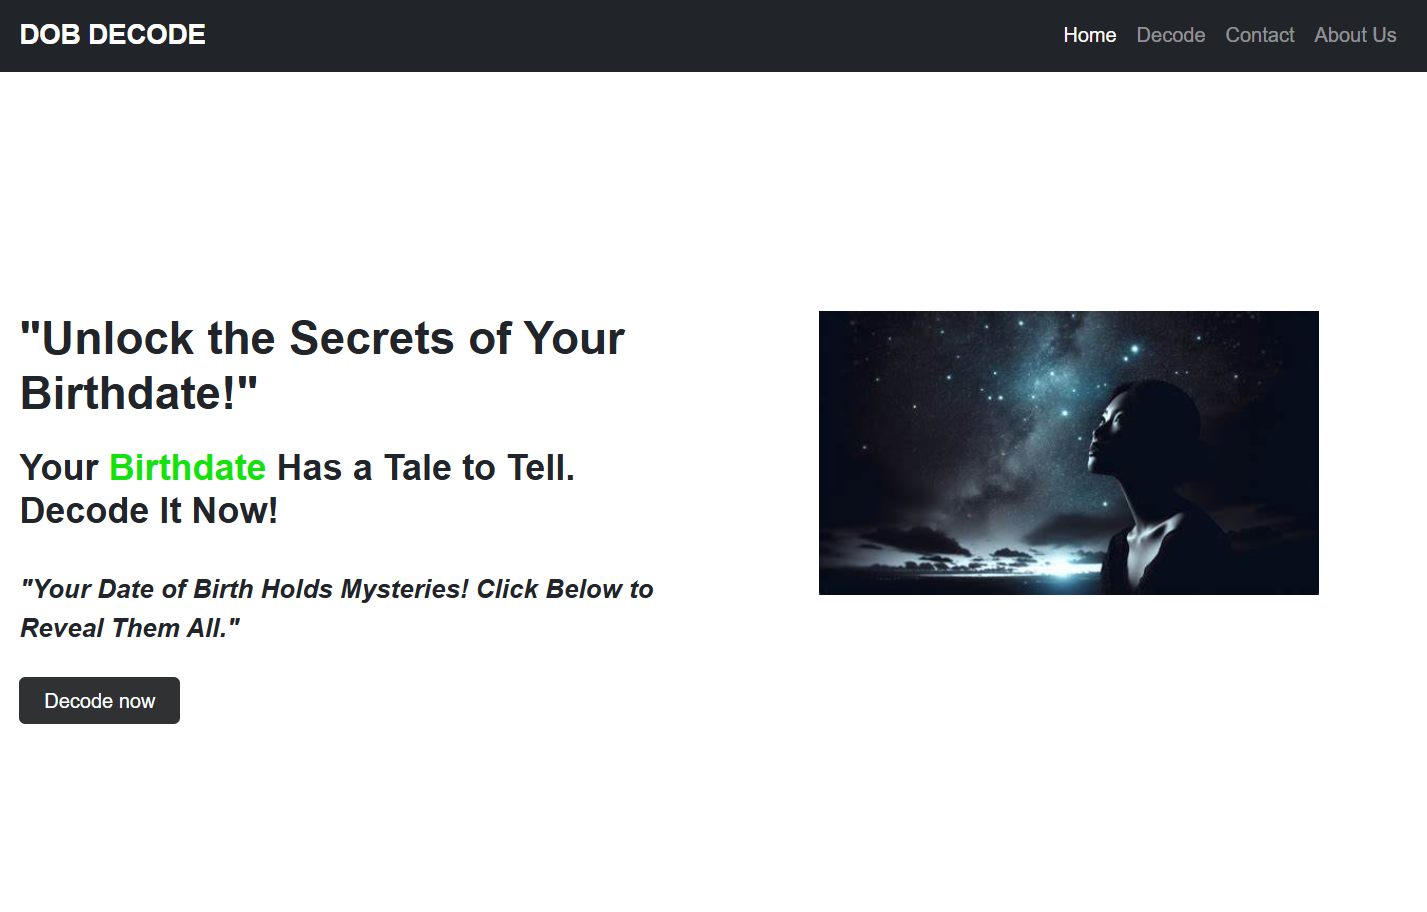 DOB DECODE
Home Decode Contact About Us
"Unlock the Secrets of Your
Birthdate!"
Your Birthdate Has a Tale to Tell.
Decode It Now!
"Your Date of Birth Holds Mysteries! Click Below to
Reveal Them All."
Decode now